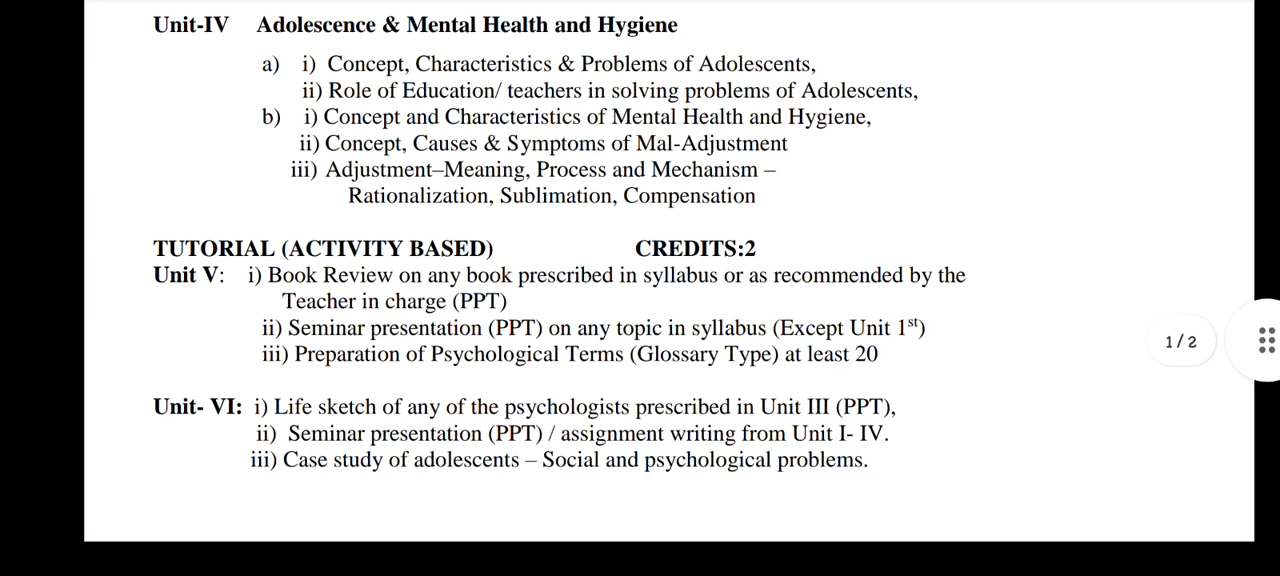 Unit-IV Adolescence & Mental Health and Hygiene
a) i) Concept, Characteristics & Problems of Adolescents,
ii) Role of Education/ teachers in solving problems of Adolescents,
b) i) Concept and Characteristics of Mental Health and Hygiene,
ii) Concept, Causes & Symptoms of Mal-Adjustment
iii) Adjustment–Meaning, Process and Mechanism –
Rationalization, Sublimation, Compensation
TUTORIAL (ACTIVITY BASED) CREDITS:2
Unit V: i) Book Review on any book prescribed in syllabus or as recommended by the
Teacher in charge (PPT)
ii) Seminar presentation (PPT) on any topic in syllabus (Except Unit 1st)
iii) Preparation of Psychological Terms (Glossary Type) at least 20
1/2
Unit- VI: i) Life sketch of any of the psychologists prescribed in Unit III (PPT),
ii) Seminar presentation (PPT) / assignment writing from Unit I- IV.
iii) Case study of adolescents – Social and psychological problems.